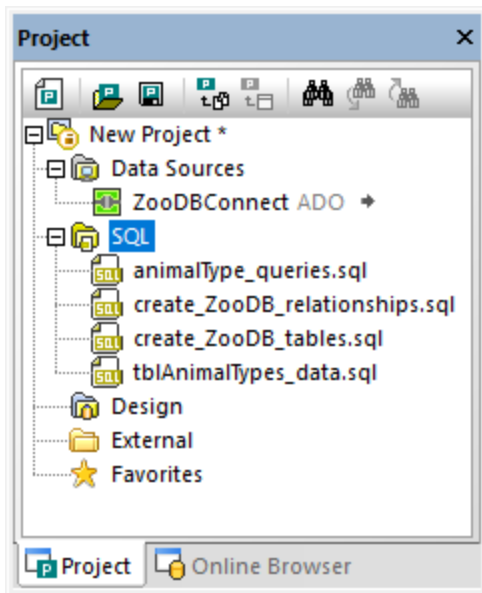 Project
New Project *
Data Sources
ZooDBConnect ADO
SQL
animalType_queries.sql
create_ZooDB_relationships.sql
create_ZooDB_tables.sql
tblAnimalTypes_data.sql
Design
External
Favorites
Project Online Browser